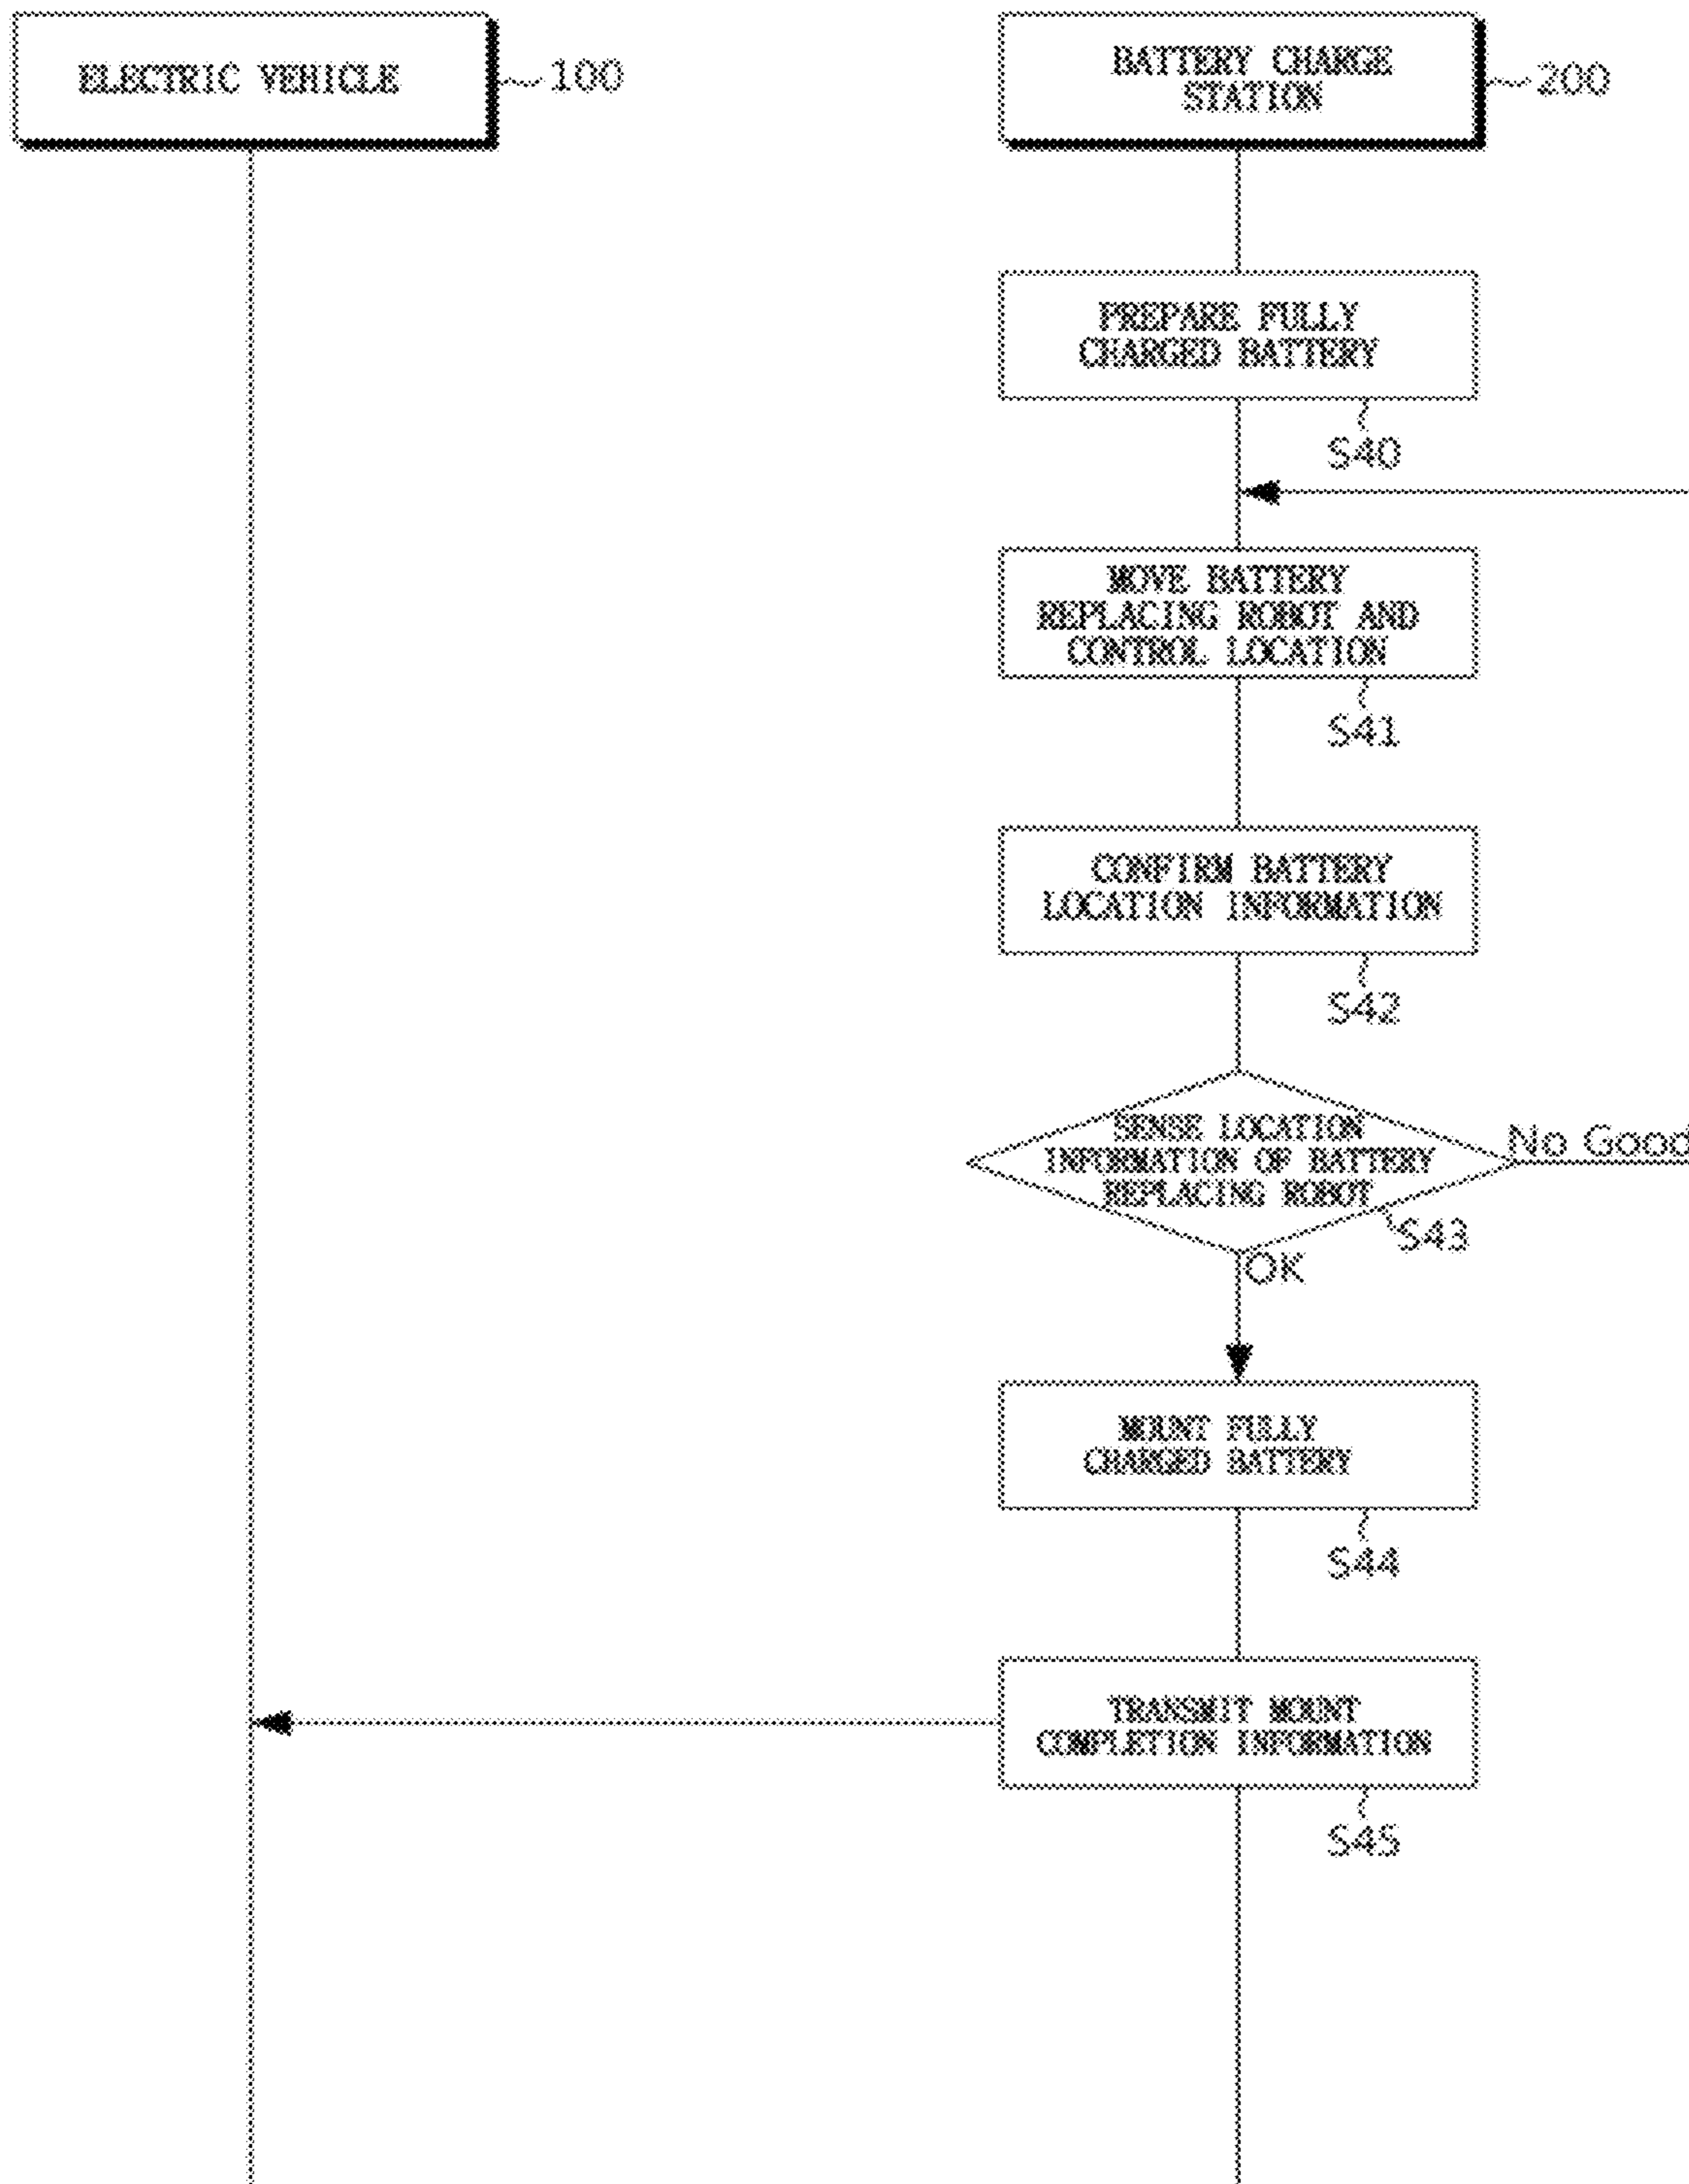 ELECTRIC VEHICLE
100
BATTERY CHARGE
STATION
200
PREPARE FULLY
CHARGED BATTERY
S40
MOVE BATTERY
REPLACING ROBOT AND
CONTROL LOCATION
S41
CONFIRM BATTERY
LOCATION INFORMATION
S42
SENSE LOCATION
INFORMATION OF BATTERY
REPLACING ROBOT
No Good
S43
OK
MOUNT FULLY
CHARGED BATTERY
S44
TRANSMIT MOUNT
COMPLETION INFORMATION
S45